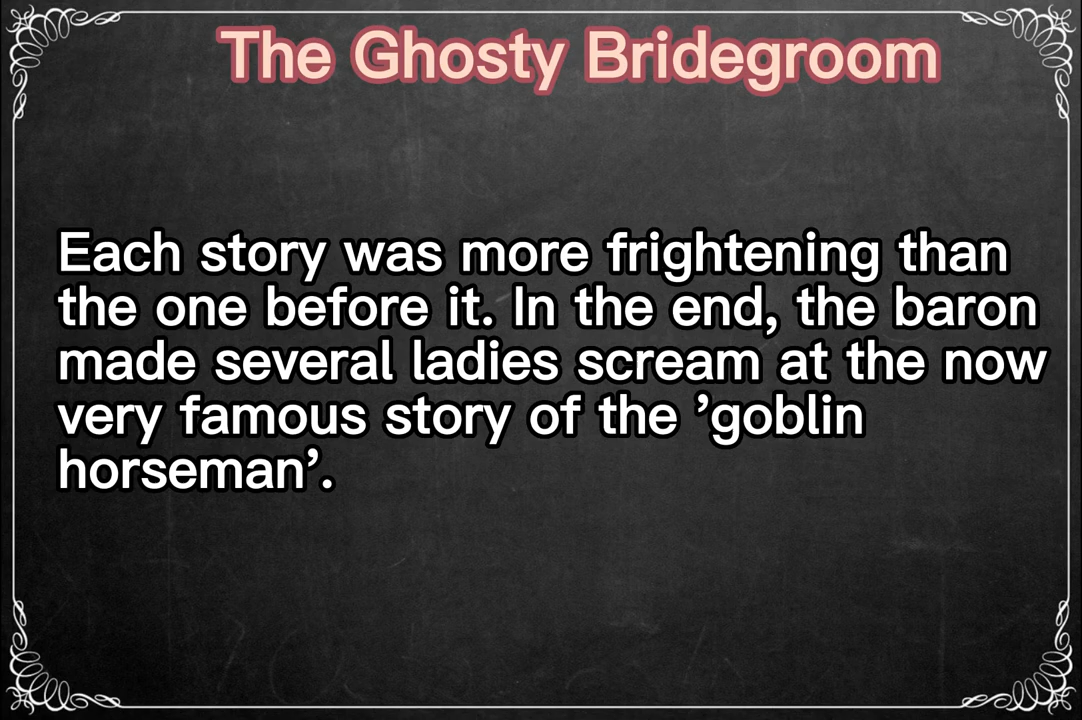 The Ghosty Bridegroom
Each story was more frightening than
the one before it. In the end, the baron
made several ladies scream at the now
very famous story of the ’goblin
horseman’.